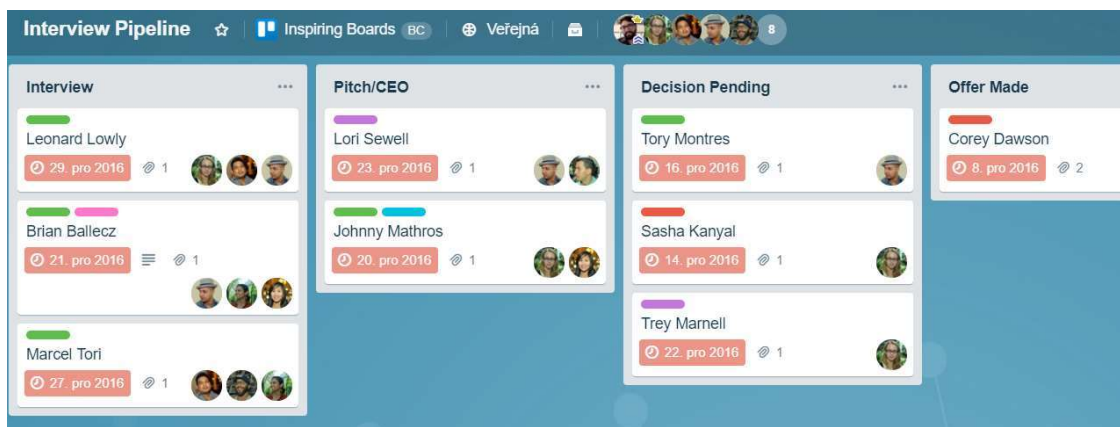 Interview Pipeline Inspiring Boards BC Veřejná 8
Interview
Leonard Lowly
29. pro 2016 1
Brian Ballecz
21. pro 2016 1
Marcel Tori
27. pro 2016 1
Pitch/CEO
Lori Sewell
23. pro 2016 1
Johnny Mathros
20. pro 2016 1
Decision Pending
Tory Montres
16. pro 2016 1
Sasha Kanyal
14. pro 2016 1
Trey Marnell
22. pro 2016 1
Offer Made
Corey Dawson
8. pro 2016 2